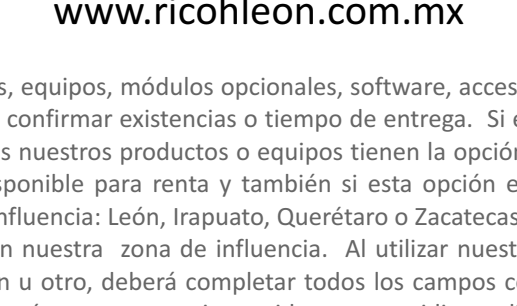 www.ricohleon.com.mx
s, equipos, módulos opcionales, software, acces
confirmar existencias o tiempo de entrega. Si e
s nuestros productos o equipos tienen la opción
sponible para renta y también si esta opción e
nfluencia: León, Irapuato, Querétaro o Zacatecas
n nuestra zona de influencia. Al utilizar nuest
n u otro, deberá completar todos los campos c